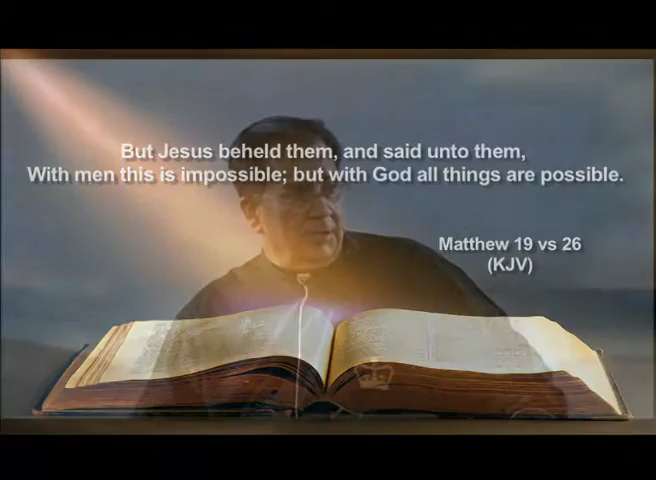 But Jesus beheld them, and said unto them,
With men this is impossible; but with God all things are possible.
Matthew 19 vs 26
(KJV)